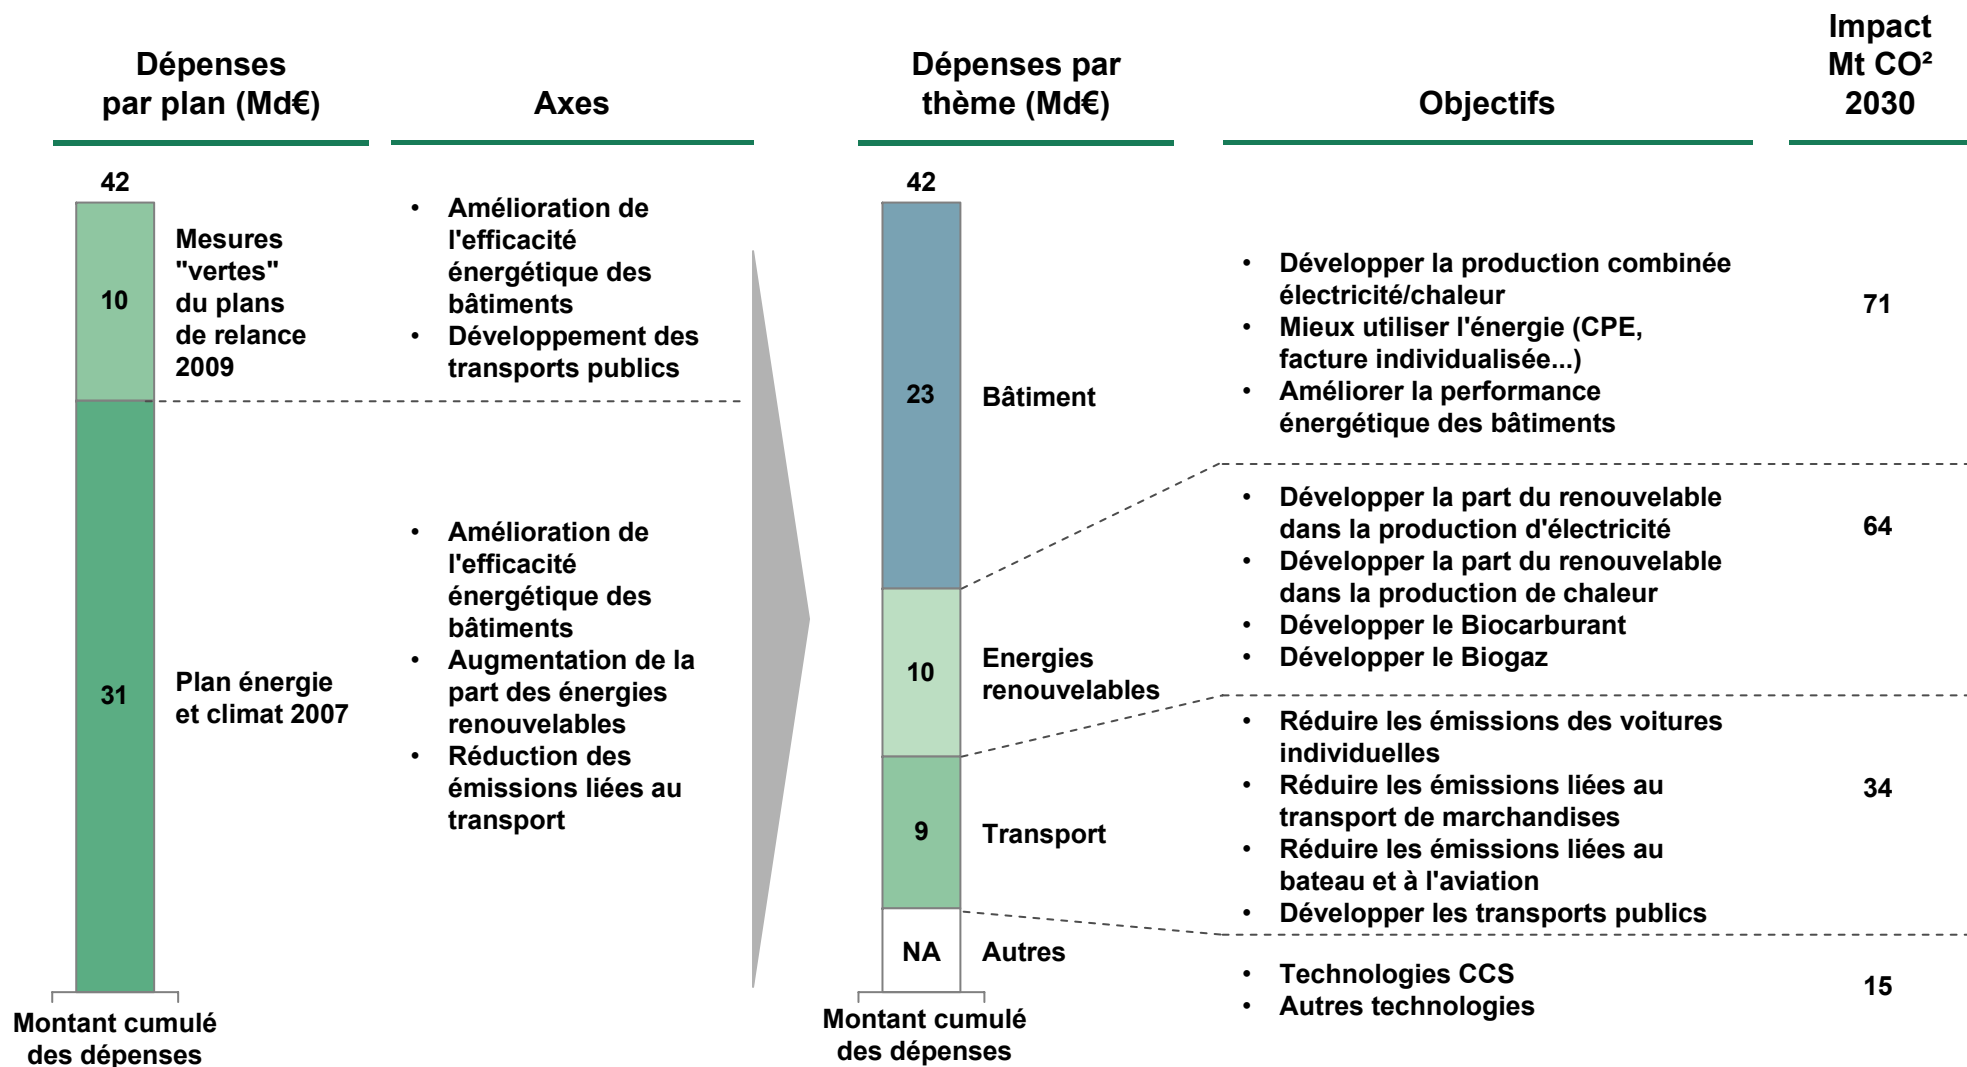 Dépenses
par plan (Md€)
Axes
Dépenses par
thème (Md€)
Objectifs
Impact
Mt CO²
2030
42
10
Mesures
"vertes"
du plans
de relance
2009
• Amélioration de
l'efficacité
énergétique des
bâtiments
• Développement des
transports publics
31
Plan énergie
et climat 2007
• Amélioration de
l'efficacité
énergétique des
bâtiments
• Augmentation de la
part des énergies
renouvelables
• Réduction des
émissions liées au
transport
Montant cumulé
des dépenses
42
23
Bâtiment
• Développer la production combinée
électricité/chaleur
• Mieux utiliser l'énergie (CPE,
facture individualisée...)
• Améliorer la performance
énergétique des bâtiments
71
10
Energies
renouvelables
• Développer la part du renouvelable
dans la production d'électricité
• Développer la part du renouvelable
dans la production de chaleur
• Développer le Biocarburant
• Développer le Biogaz
64
9
Transport
• Réduire les émissions des voitures
individuelles
• Réduire les émissions liées au
transport de marchandises
• Réduire les émissions liées au
bateau et à l'aviation
• Développer les transports publics
34
NA
Autres
• Technologies CCS
• Autres technologies
15
Montant cumulé
des dépenses